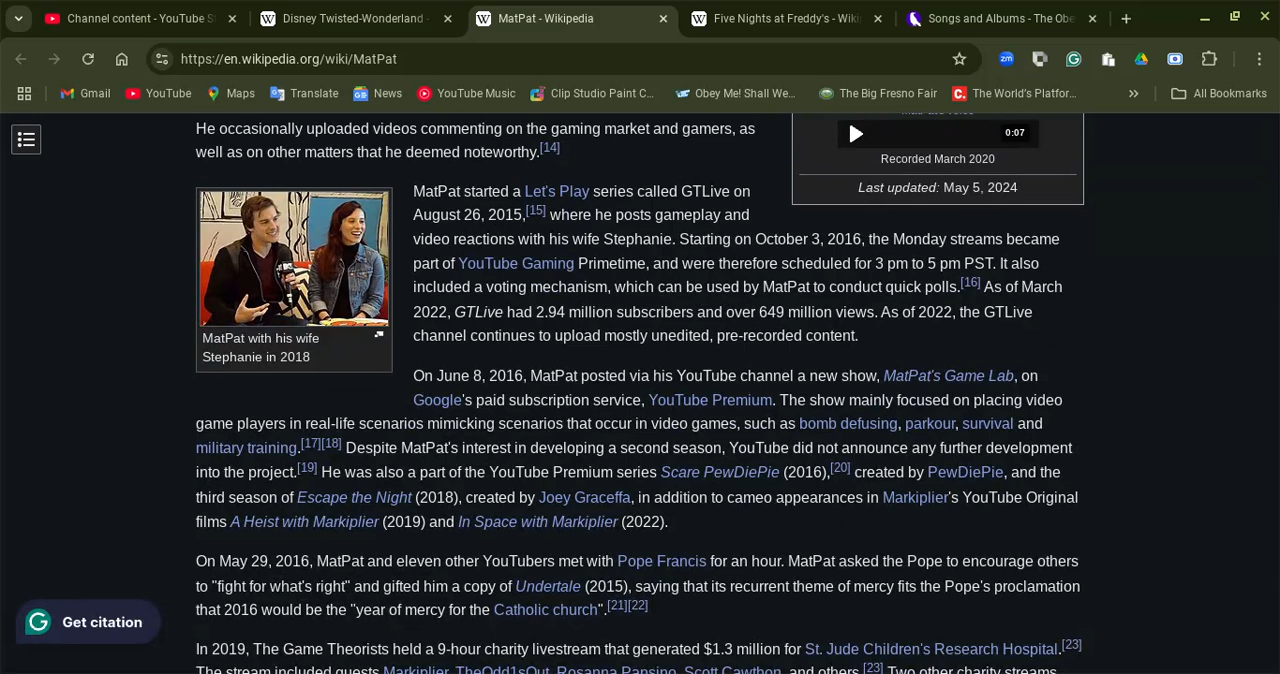 Channel content - YouTube S
Disney Twisted-Wonderland -
MatPat - Wikipedia
Five Nights at Freddy's - Wiki
Songs and Albums - The Obe
https://en.wikipedia.org/wiki/MatPat
zm
Gmail
YouTube
Maps
Translate
News
YouTube Music
Clip Studio Paint C...
Obey Me! Shall We...
The Big Fresno Fair
The World's Platfor...
All Bookmarks
He occasionally uploaded videos commenting on the gaming market and gamers, as
well as on other matters that he deemed noteworthy.[14]
0:07
Recorded March 2020
Last updated: May 5, 2024
MatPat with his wife
Stephanie in 2018
MatPat started a Let's Play series called GTLive on
August 26, 2015,[15] where he posts gameplay and
video reactions with his wife Stephanie. Starting on October 3, 2016, the Monday streams became
part of YouTube Gaming Primetime, and were therefore scheduled for 3 pm to 5 pm PST. It also
included a voting mechanism, which can be used by MatPat to conduct quick polls.[16] As of March
2022, GTLive had 2.94 million subscribers and over 649 million views. As of 2022, the GTLive
channel continues to upload mostly unedited, pre-recorded content.
On June 8, 2016, MatPat posted via his YouTube channel a new show, MatPat's Game Lab, on
Google's paid subscription service, YouTube Premium. The show mainly focused on placing video
game players in real-life scenarios mimicking scenarios that occur in video games, such as bomb defusing, parkour, survival and
military training.[17][18] Despite MatPat's interest in developing a second season, YouTube did not announce any further development
into the project.[19] He was also a part of the YouTube Premium series Scare PewDiePie (2016),[20] created by PewDiePie, and the
third season of Escape the Night (2018), created by Joey Graceffa, in addition to cameo appearances in Markiplier's YouTube Original
films A Heist with Markiplier (2019) and In Space with Markiplier (2022).
On May 29, 2016, MatPat and eleven other YouTubers met with Pope Francis for an hour. MatPat asked the Pope to encourage others
to "fight for what's right" and gifted him a copy of Undertale (2015), saying that its recurrent theme of mercy fits the Pope's proclamation
that 2016 would be the "year of mercy for the Catholic church".[21][22]
Get citation
In 2019, The Game Theorists held a 9-hour charity livestream that generated $1.3 million for St. Jude Children's Research Hospital.[23]
The stream included guests Markiplier, TheOdd1sOut, Rosanna Pansino, Scott Cawthon, and others.[23] Two other charity streams